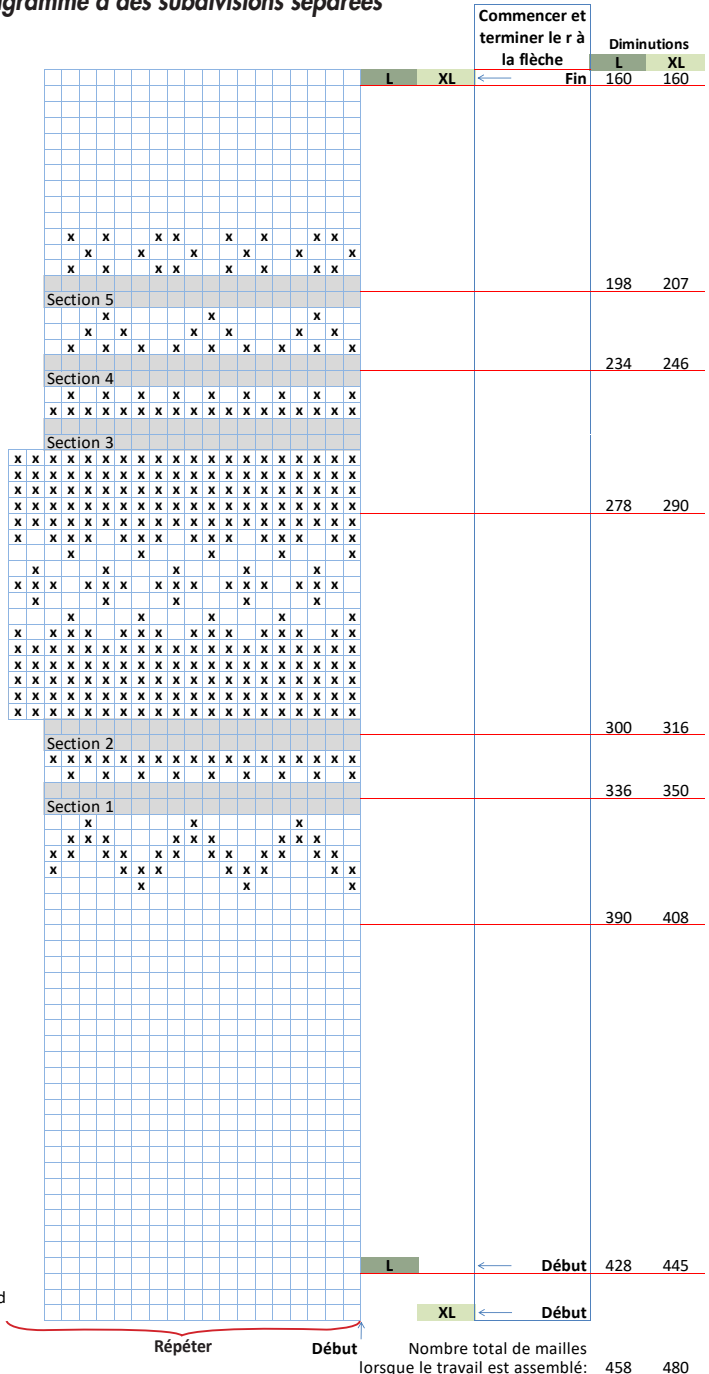 agramme a des subdivisions séparées
Commencer et
terminer le r à
la flèche
Diminutions
L XL
L XL ← Fin 160 160
198 207
Section 5
234 246
Section 4
Section 3
278 290
300 316
Section 2
336 350
Section 1
390 408
L ← Début 428 445
d
XL ← Début
Répéter Début
Nombre total de mailles
lorsque le travail est assemblé: 458 480